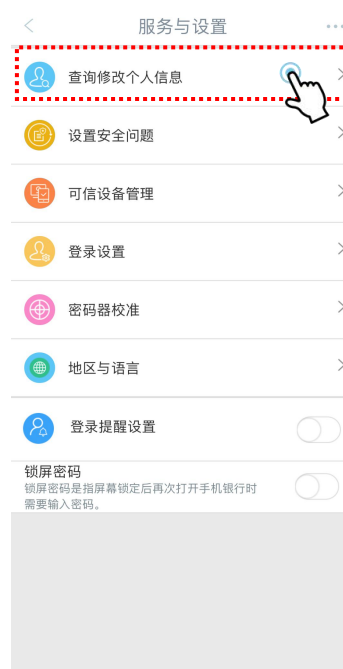 服务与设置
查询修改个人信息
设置安全问题
可信设备管理
登录设置
密码器校准
地区与语言
登录提醒设置
锁屏密码
锁屏密码是指屏幕锁定后再次打开手机银行时
需要输入密码。